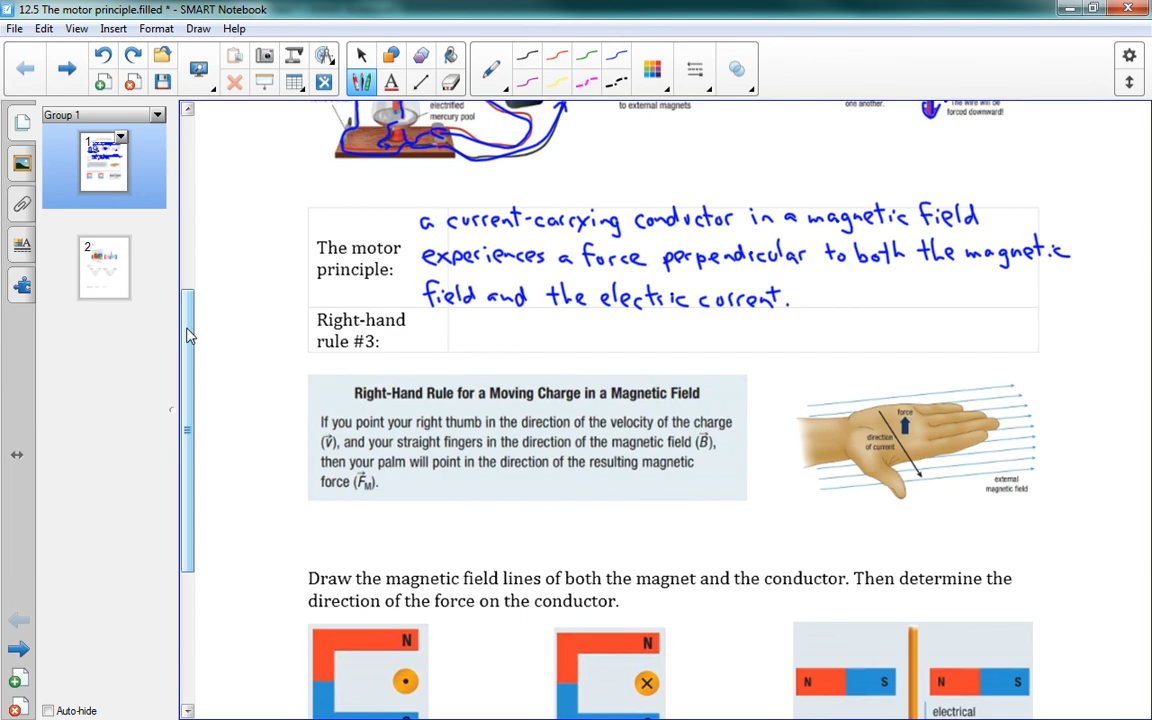 12.5 The motor principle.filled * - SMART Notebook
File Edit View Insert Format Draw Help
Group 1
1
2
Auto-hide
electrified
mercury pool
to external magnets
one another.
The wire will be
forced downward!
The motor
principle:
a current-carrying conductor in a magnetic field
experiences a force perpendicular to both the magnetic
field and the electric current.
Right-hand
rule #3:
Right-Hand Rule for a Moving Charge in a Magnetic Field
If you point your right thumb in the direction of the velocity of the charge
(v⃗), and your straight fingers in the direction of the magnetic field (B⃗),
then your palm will point in the direction of the resulting magnetic
force (F⃗M).
force
direction
of current
external
magnetic field
Draw the magnetic field lines of both the magnet and the conductor. Then determine the
direction of the force on the conductor.
N
N
N S
N S
electrical